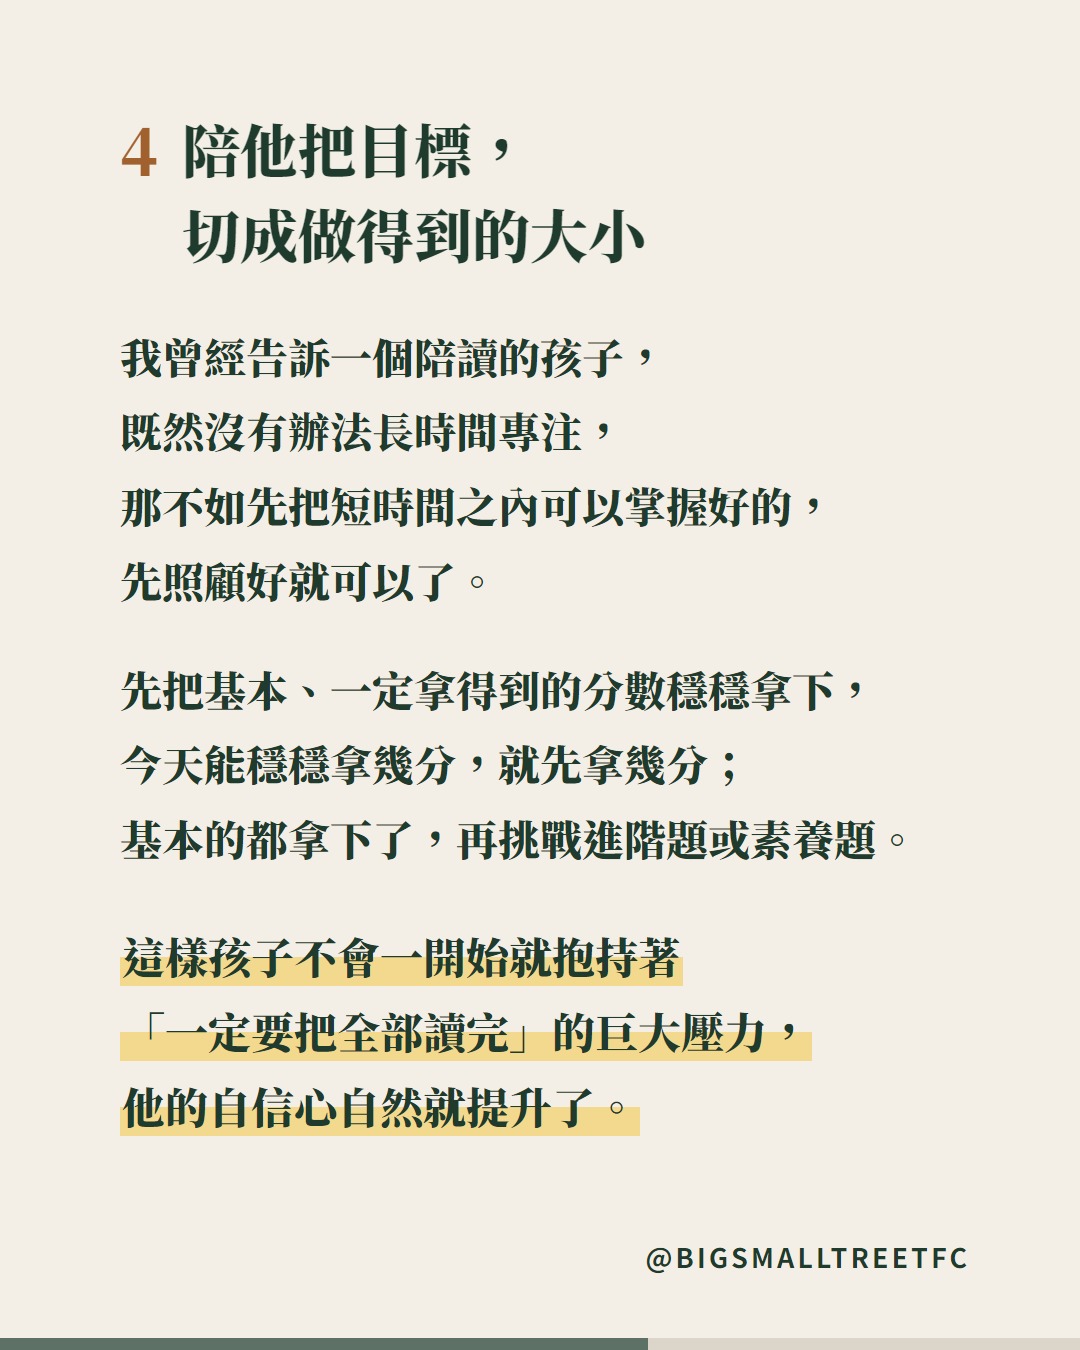 4 陪他把目標，
切成做得到的大小
我曾經告訴一個陪讀的孩子，
既然沒有辦法長時間專注，
那不如先把短時間之內可以掌握好的，
先照顧好就可以了。
先把基本、一定拿得到的分數穩穩拿下，
今天能穩穩拿幾分，就先拿幾分；
基本的都拿下了，再挑戰進階題或素養題。
這樣孩子不會一開始就抱持著
「一定要把全部讀完」的巨大壓力，
他的自信心自然就提升了。
@BIGSMALLTREETFC